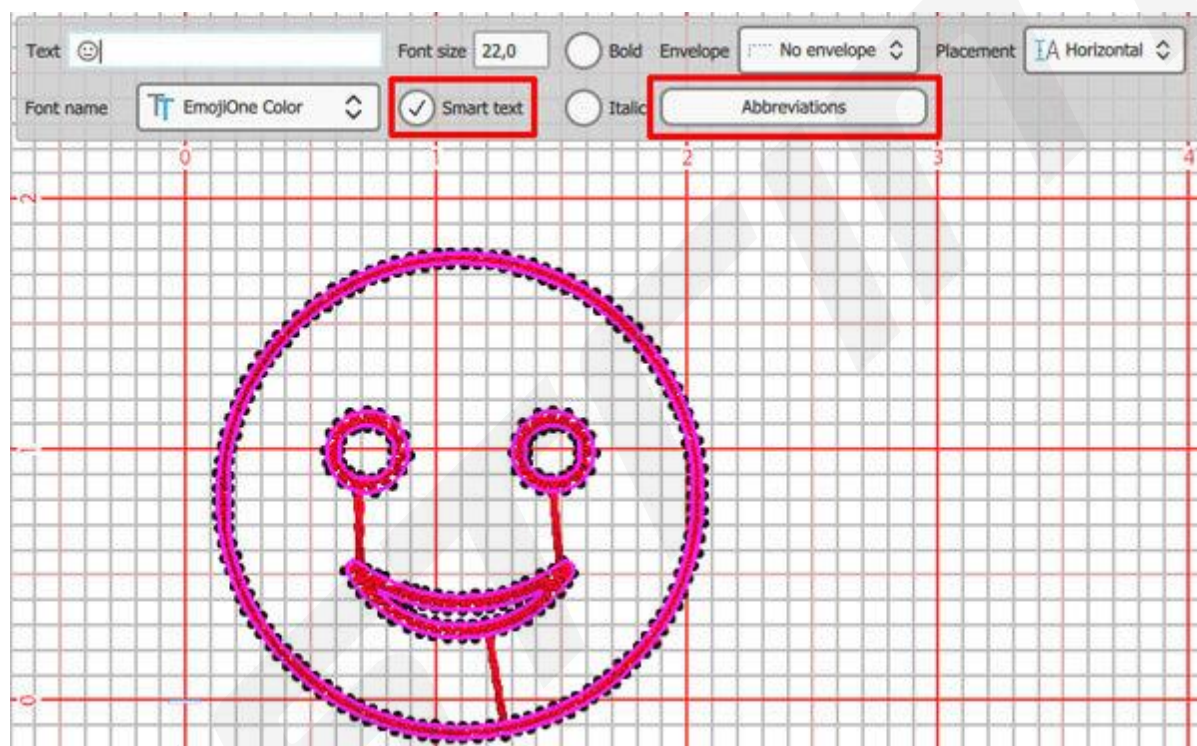 Text 😐 Font size 22,0 Bold Envelope No envelope Placement Horizontal
Font name EmojiOne Color Smart text Italic Abbreviations
0 1 2 3 4
2
1
0